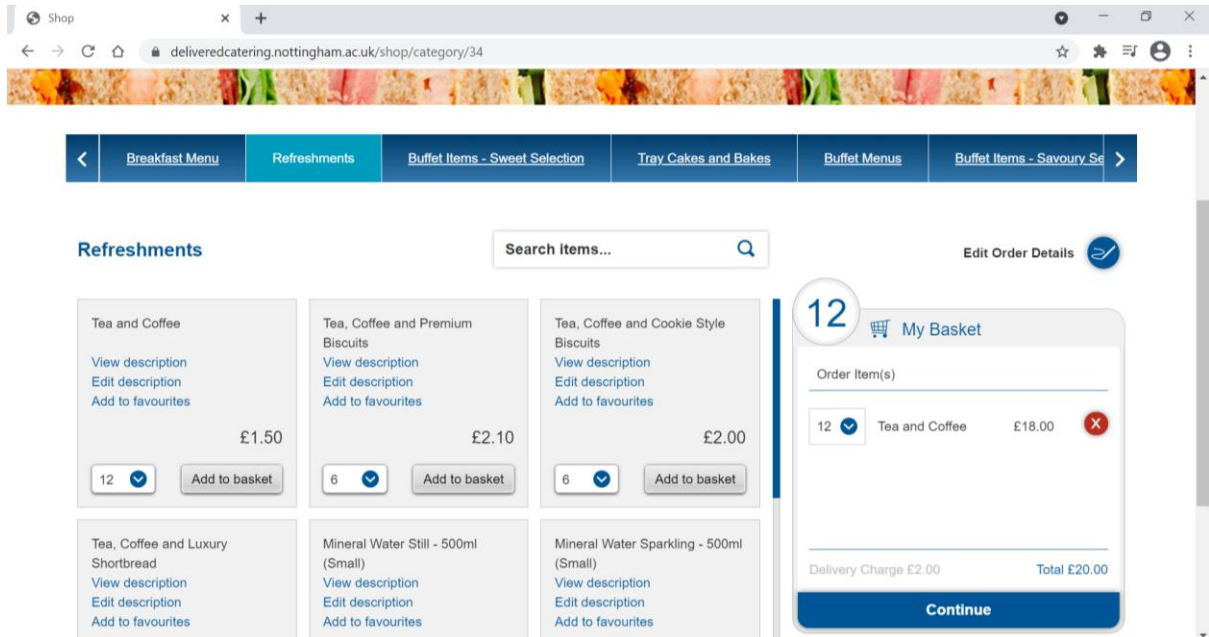 Shop
deliveredcatering.nottingham.ac.uk/shop/category/34
Breakfast Menu
Refreshments
Buffet Items - Sweet Selection
Tray Cakes and Bakes
Buffet Menus
Buffet Items - Savoury Se
Refreshments
Search items...
Edit Order Details
Tea and Coffee
View description
Edit description
Add to favourites
£1.50
12
Add to basket
Tea, Coffee and Premium
Biscuits
View description
Edit description
Add to favourites
£2.10
6
Add to basket
Tea, Coffee and Cookie Style
Biscuits
View description
Edit description
Add to favourites
£2.00
6
Add to basket
Tea, Coffee and Luxury
Shortbread
View description
Edit description
Add to favourites
Mineral Water Still - 500ml
(Small)
View description
Edit description
Add to favourites
Mineral Water Sparkling - 500ml
(Small)
View description
Edit description
Add to favourites
12
My Basket
Order Item(s)
12 Tea and Coffee £18.00 X
Delivery Charge £2.00 Total £20.00
Continue